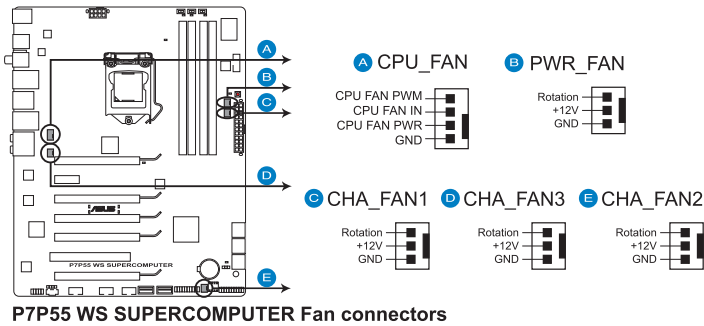 A
B
C
D
E
/SUS
P7P55 WS SUPERCOMPUTER
A CPU_FAN
CPU FAN PWM
CPU FAN IN
CPU FAN PWR
GND
B PWR_FAN
Rotation
+12V
GND
C CHA_FAN1
Rotation
+12V
GND
D CHA_FAN3
Rotation
+12V
GND
E CHA_FAN2
Rotation
+12V
GND
P7P55 WS SUPERCOMPUTER Fan connectors